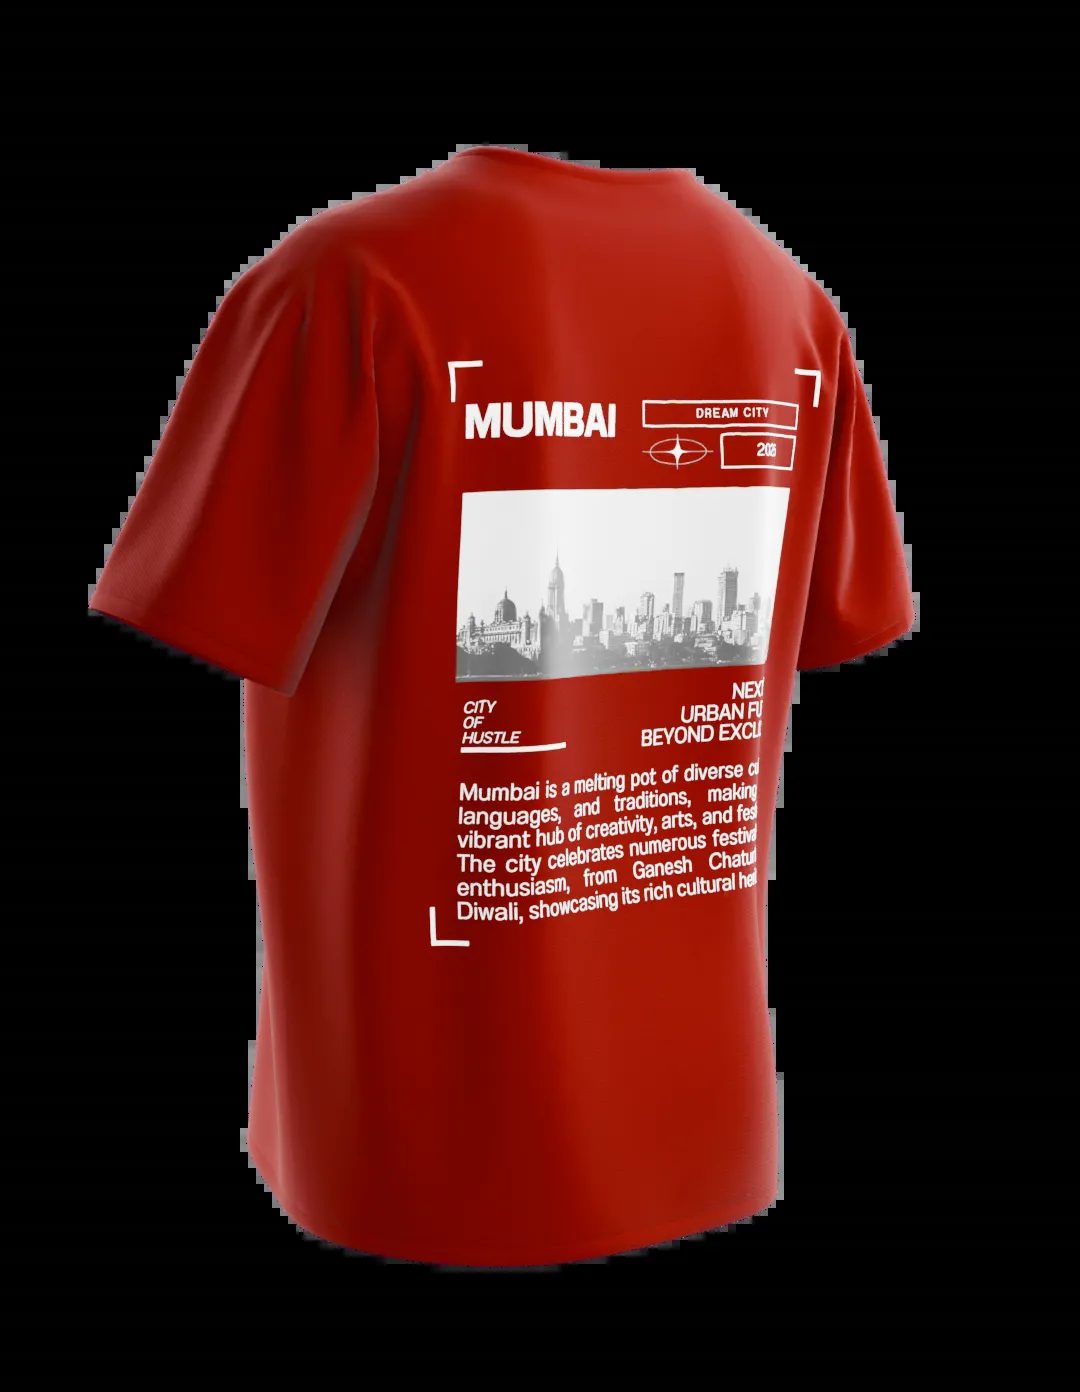 MUMBAI
DREAM CITY
CITY
OF
HUSTLE
URBAN
BEYOND
Mumbai is a melting pot of diverse
languages, and traditions, making
vibrant hub of creativity, arts, and
The city celebrates numerous
enthusiasm, from Ganesh
Diwali, showcasing its rich cultural